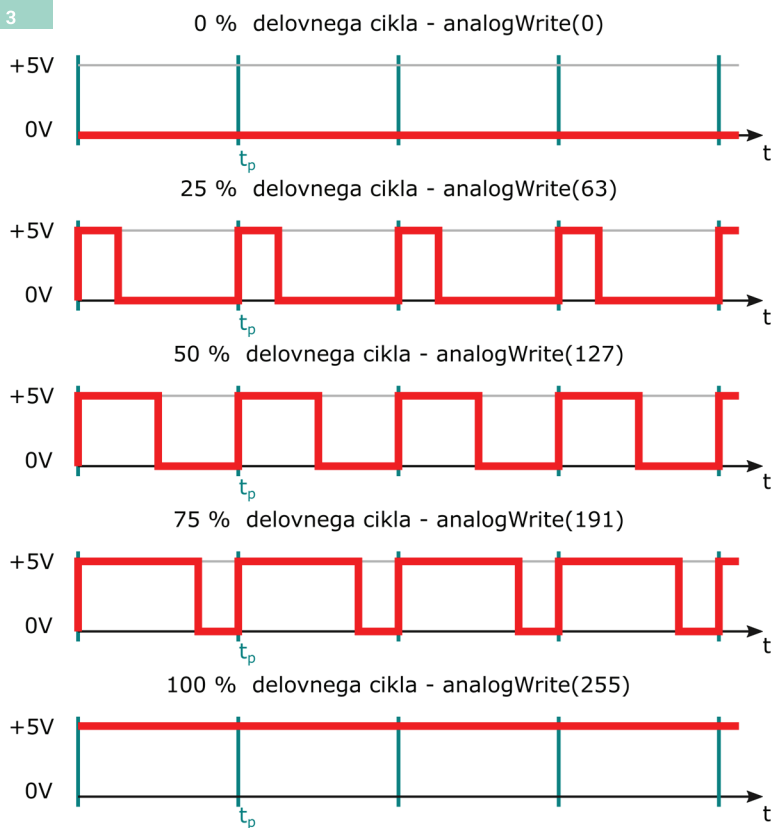 3
0 % delovnega cikla - analogWrite(0)
+5V
0V
t
tp
25 % delovnega cikla - analogWrite(63)
+5V
0V
t
tp
50 % delovnega cikla - analogWrite(127)
+5V
0V
t
tp
75 % delovnega cikla - analogWrite(191)
+5V
0V
t
tp
100 % delovnega cikla - analogWrite(255)
+5V
0V
t
tp